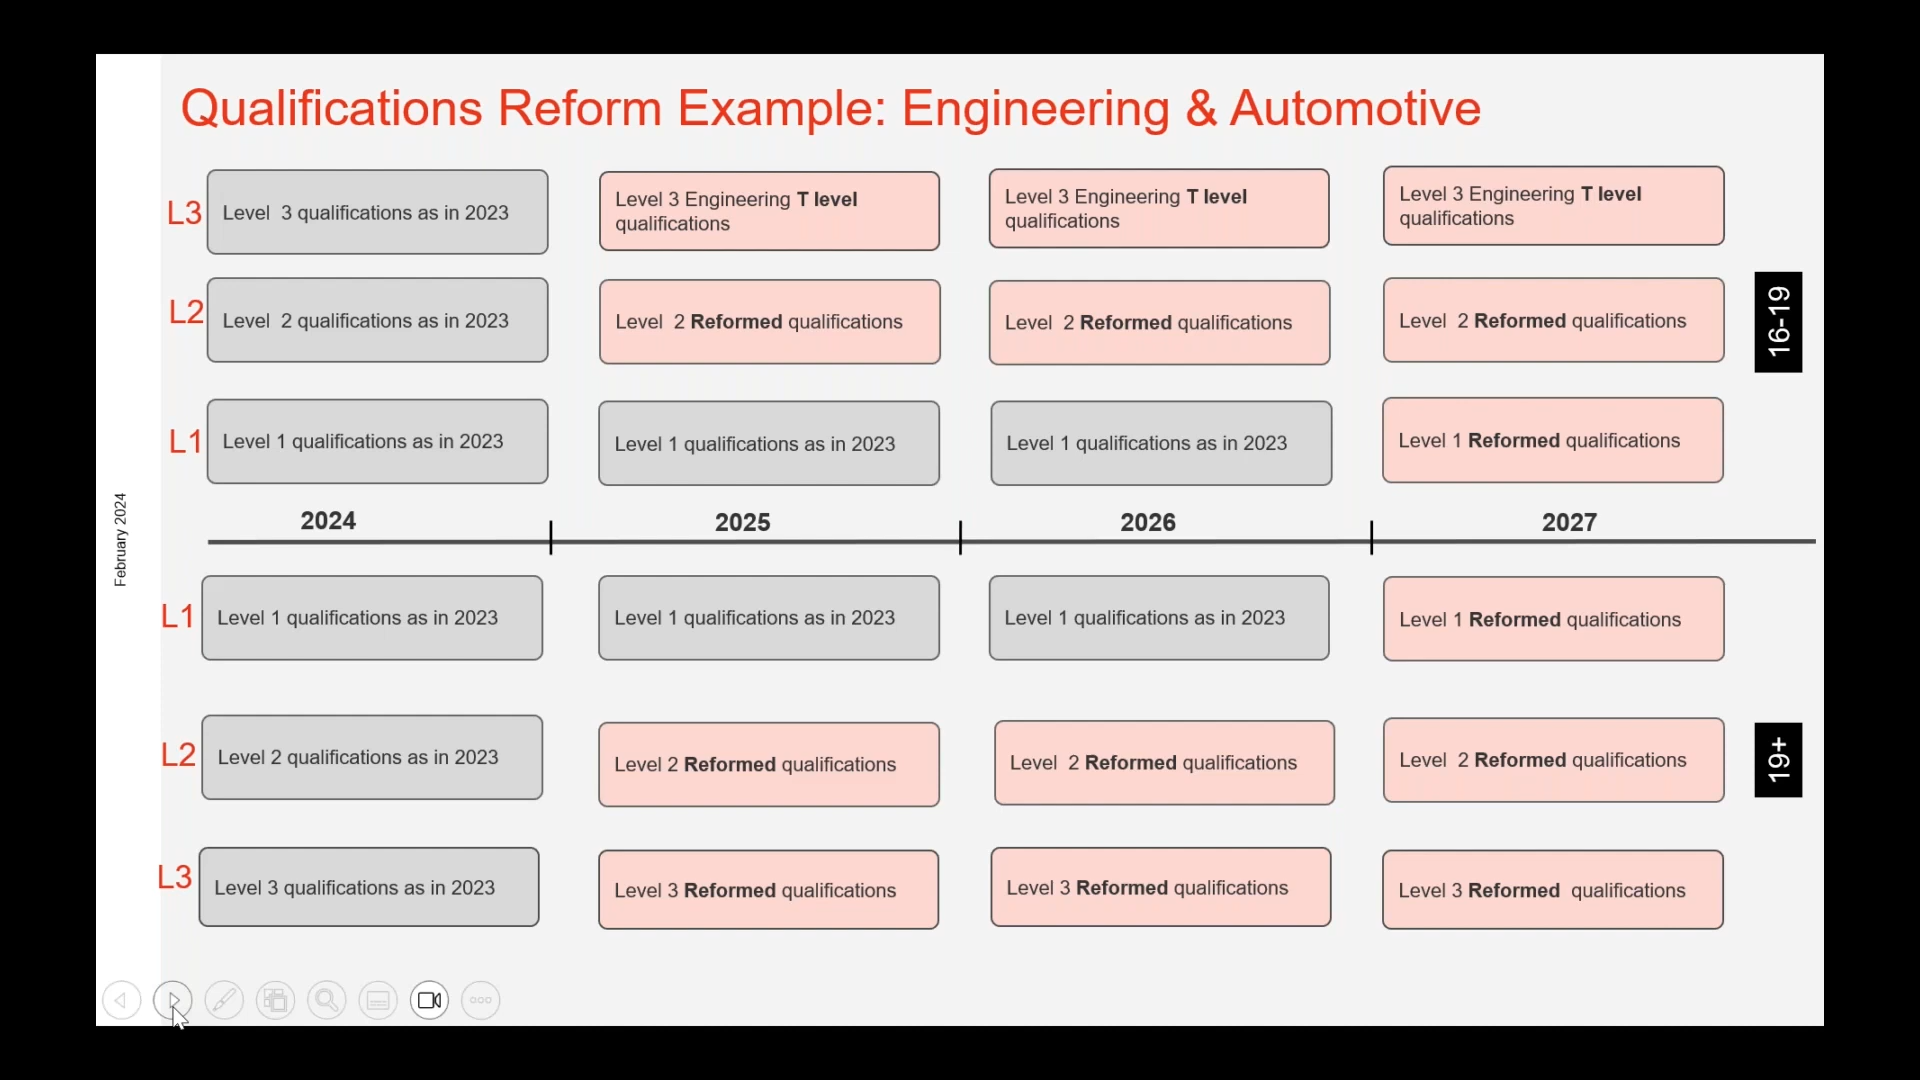 Qualifications Reform Example: Engineering & Automotive
L3
Level 3 qualifications as in 2023
Level 3 Engineering T level
qualifications
Level 3 Engineering T level
qualifications
Level 3 Engineering T level
qualifications
L2
Level 2 qualifications as in 2023
Level 2 Reformed qualifications
Level 2 Reformed qualifications
Level 2 Reformed qualifications
16-19
L1
Level 1 qualifications as in 2023
Level 1 qualifications as in 2023
Level 1 qualifications as in 2023
Level 1 Reformed qualifications
February 2024
2024
2025
2026
2027
L1
Level 1 qualifications as in 2023
Level 1 qualifications as in 2023
Level 1 qualifications as in 2023
Level 1 Reformed qualifications
L2
Level 2 qualifications as in 2023
Level 2 Reformed qualifications
Level 2 Reformed qualifications
Level 2 Reformed qualifications
19+
L3
Level 3 qualifications as in 2023
Level 3 Reformed qualifications
Level 3 Reformed qualifications
Level 3 Reformed qualifications